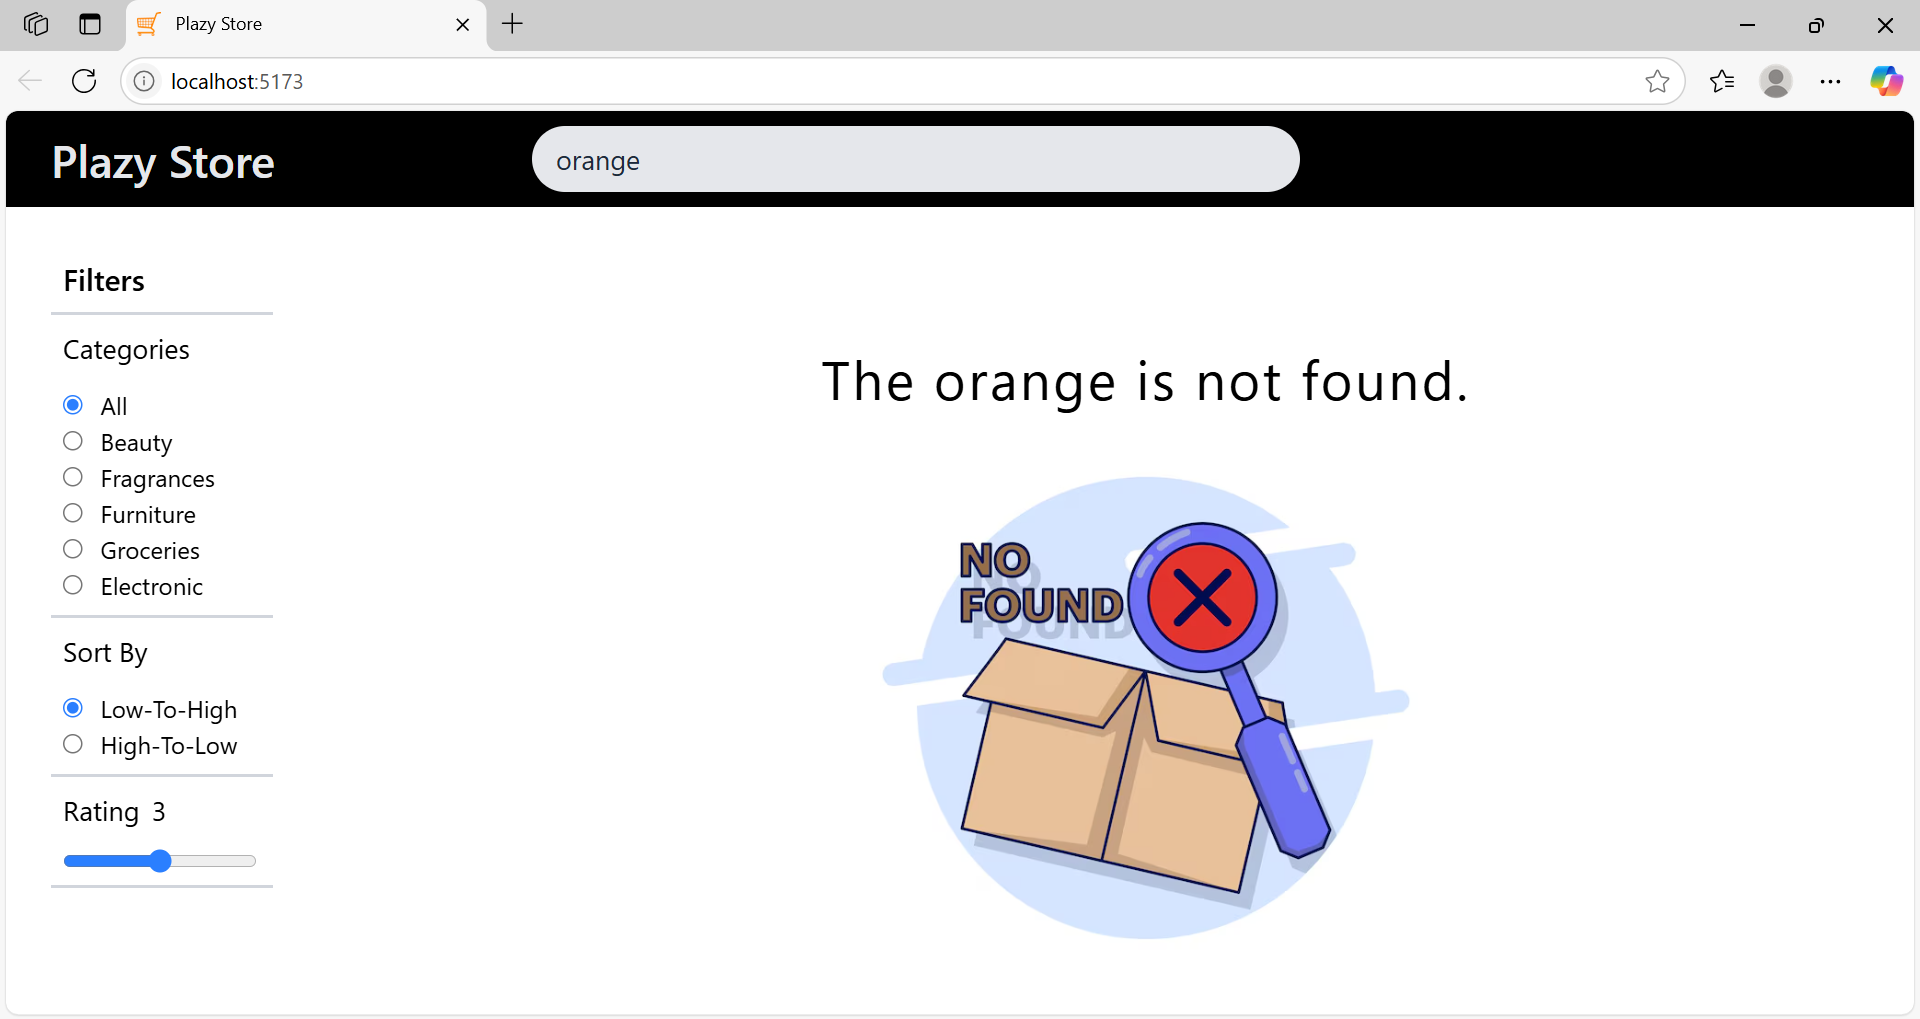 Plazy Store
localhost:5173
Plazy Store
orange
Filters
Categories
All
Beauty
Fragrances
Furniture
Groceries
Electronic
Sort By
Low-To-High
High-To-Low
Rating 3
The orange is not found.
NO
FOUND